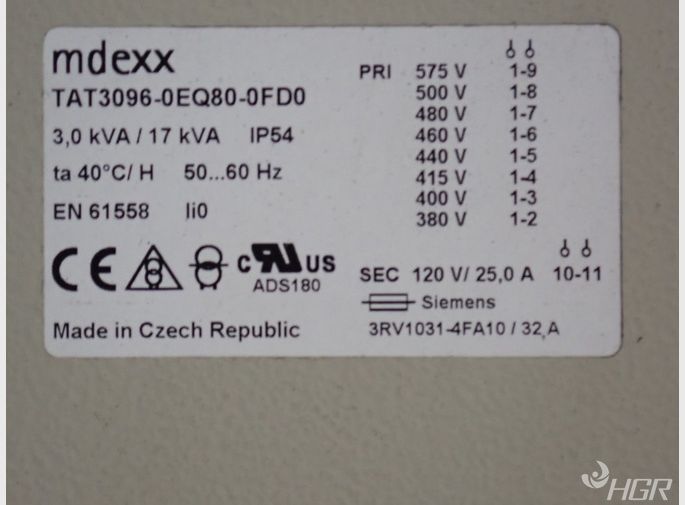 mdexx
TAT3096-0EQ80-0FD0
3,0 kVA / 17 kVA IP54
ta 40°C/ H 50...60 Hz
EN 61558 Ii0
CE
c RU US
ADS180
Made in Czech Republic
PRI 575 V 1-9
500 V 1-8
480 V 1-7
460 V 1-6
440 V 1-5
415 V 1-4
400 V 1-3
380 V 1-2
SEC 120 V/ 25,0 A 10-11
Siemens
3RV1031-4FA10 / 32,A
HGR